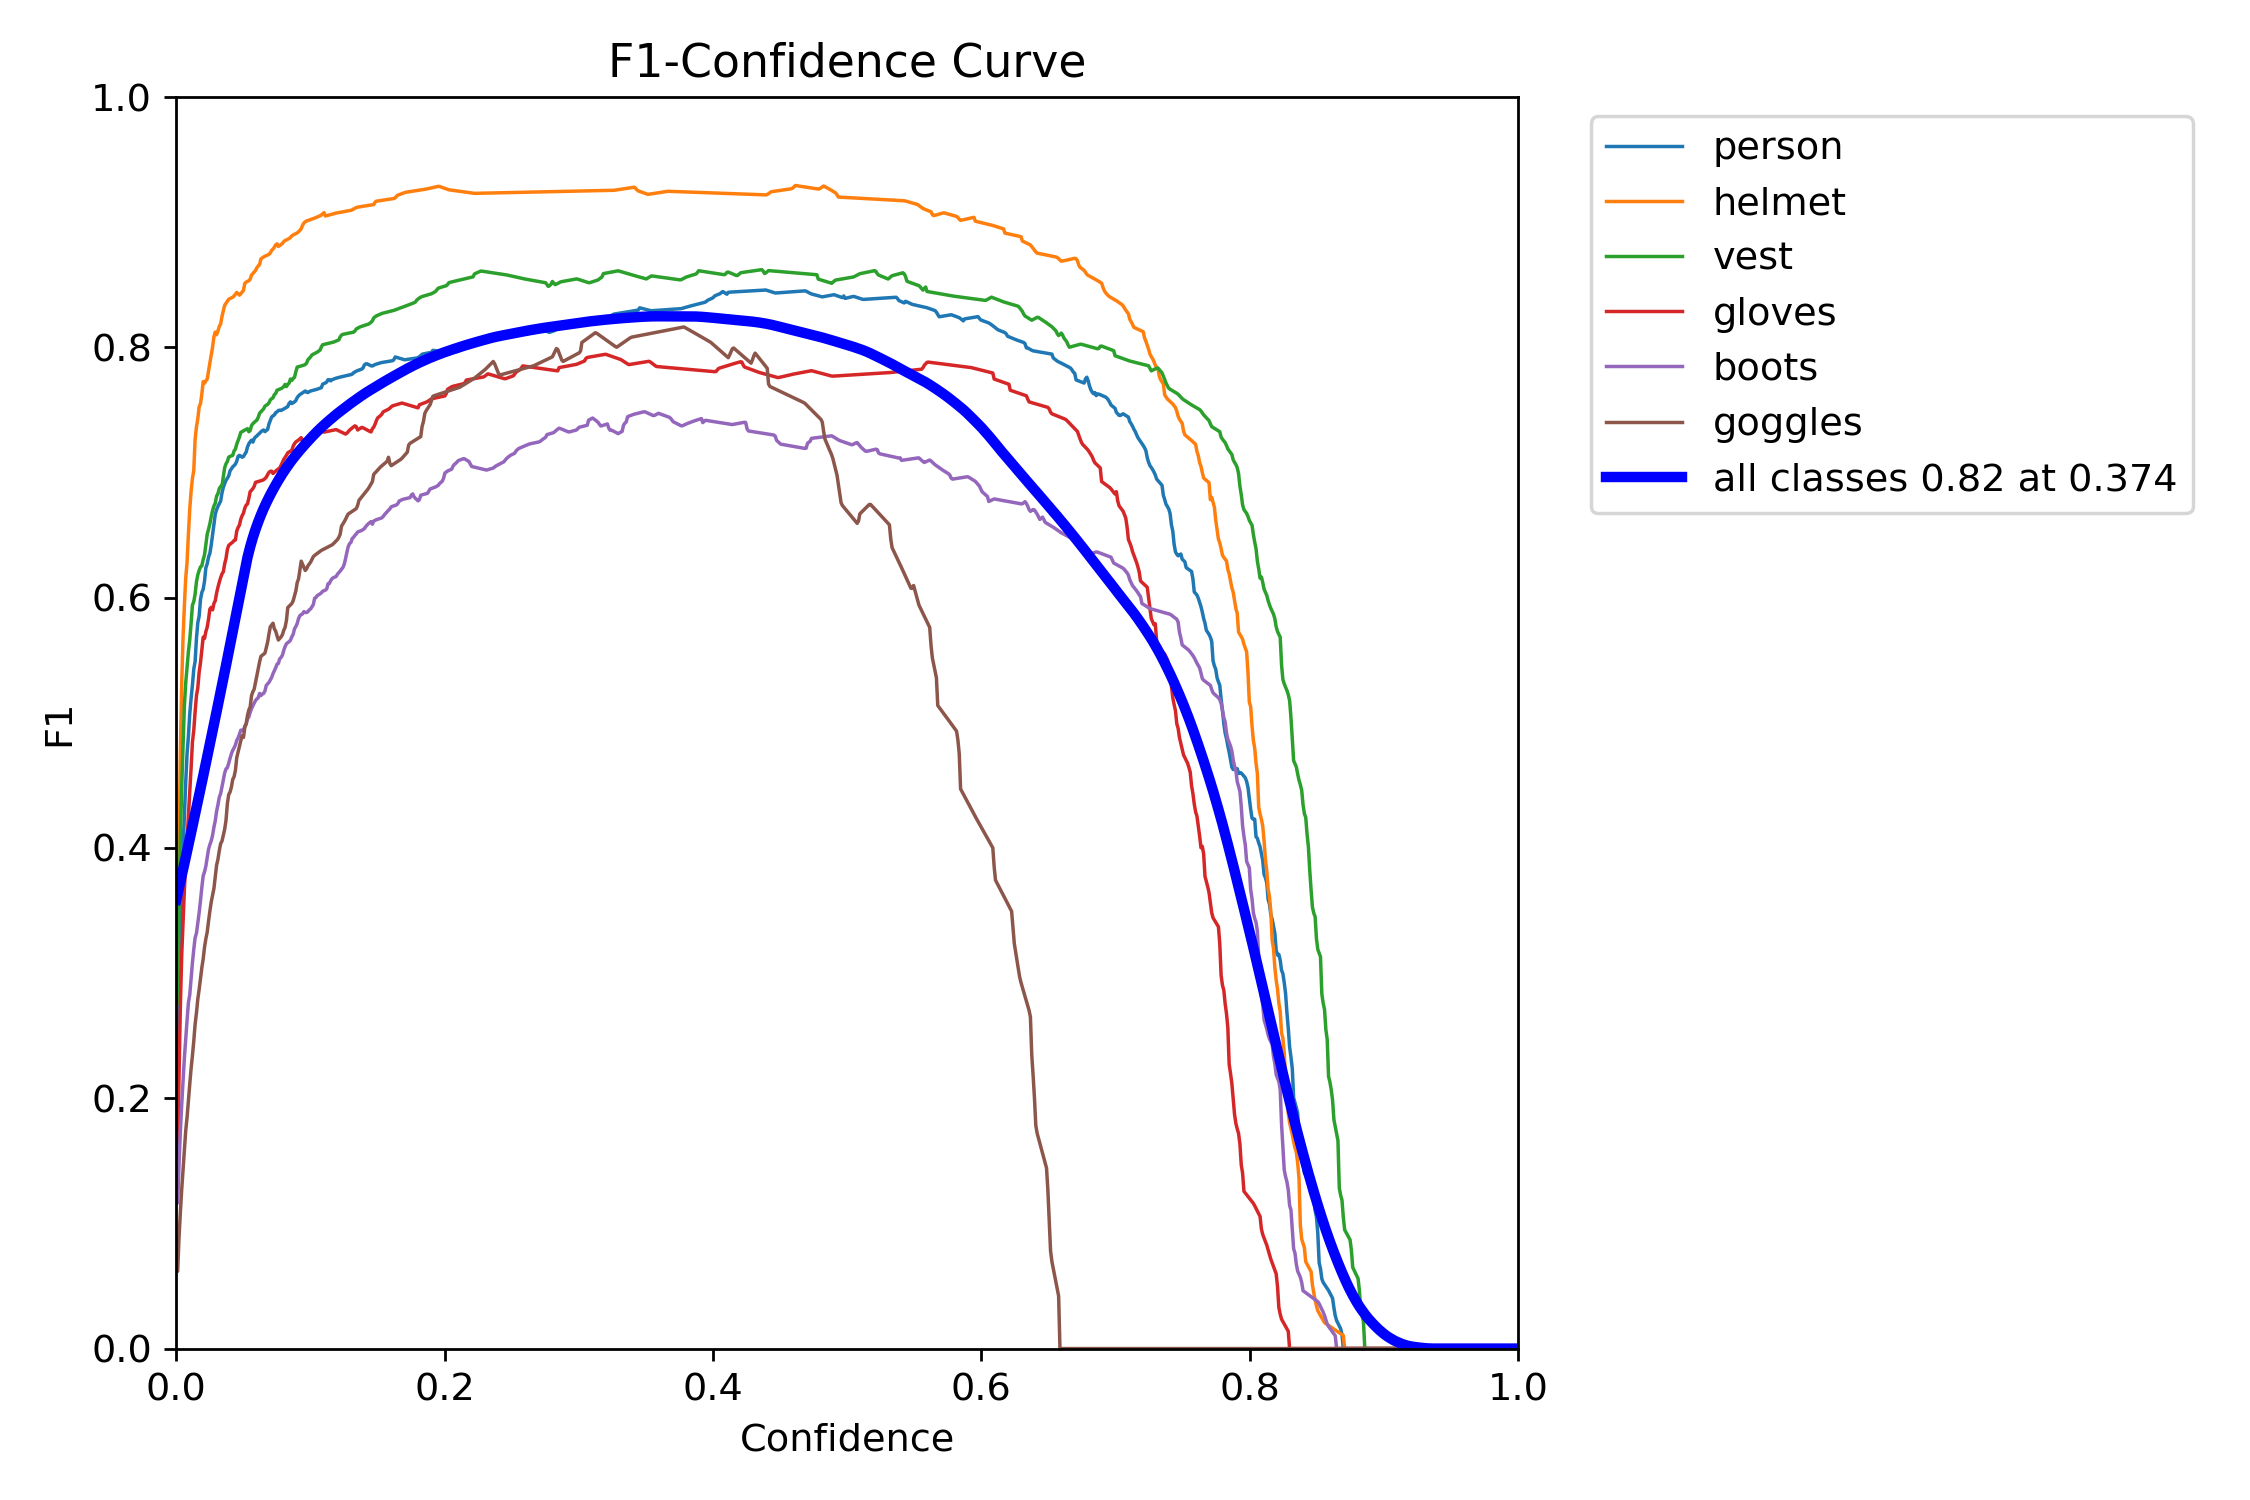 F1-Confidence Curve
1.0
0.8
0.6
0.4
0.2
0.0
F1
0.0 0.2 0.4 0.6 0.8 1.0
Confidence
person
helmet
vest
gloves
boots
goggles
all classes 0.82 at 0.374